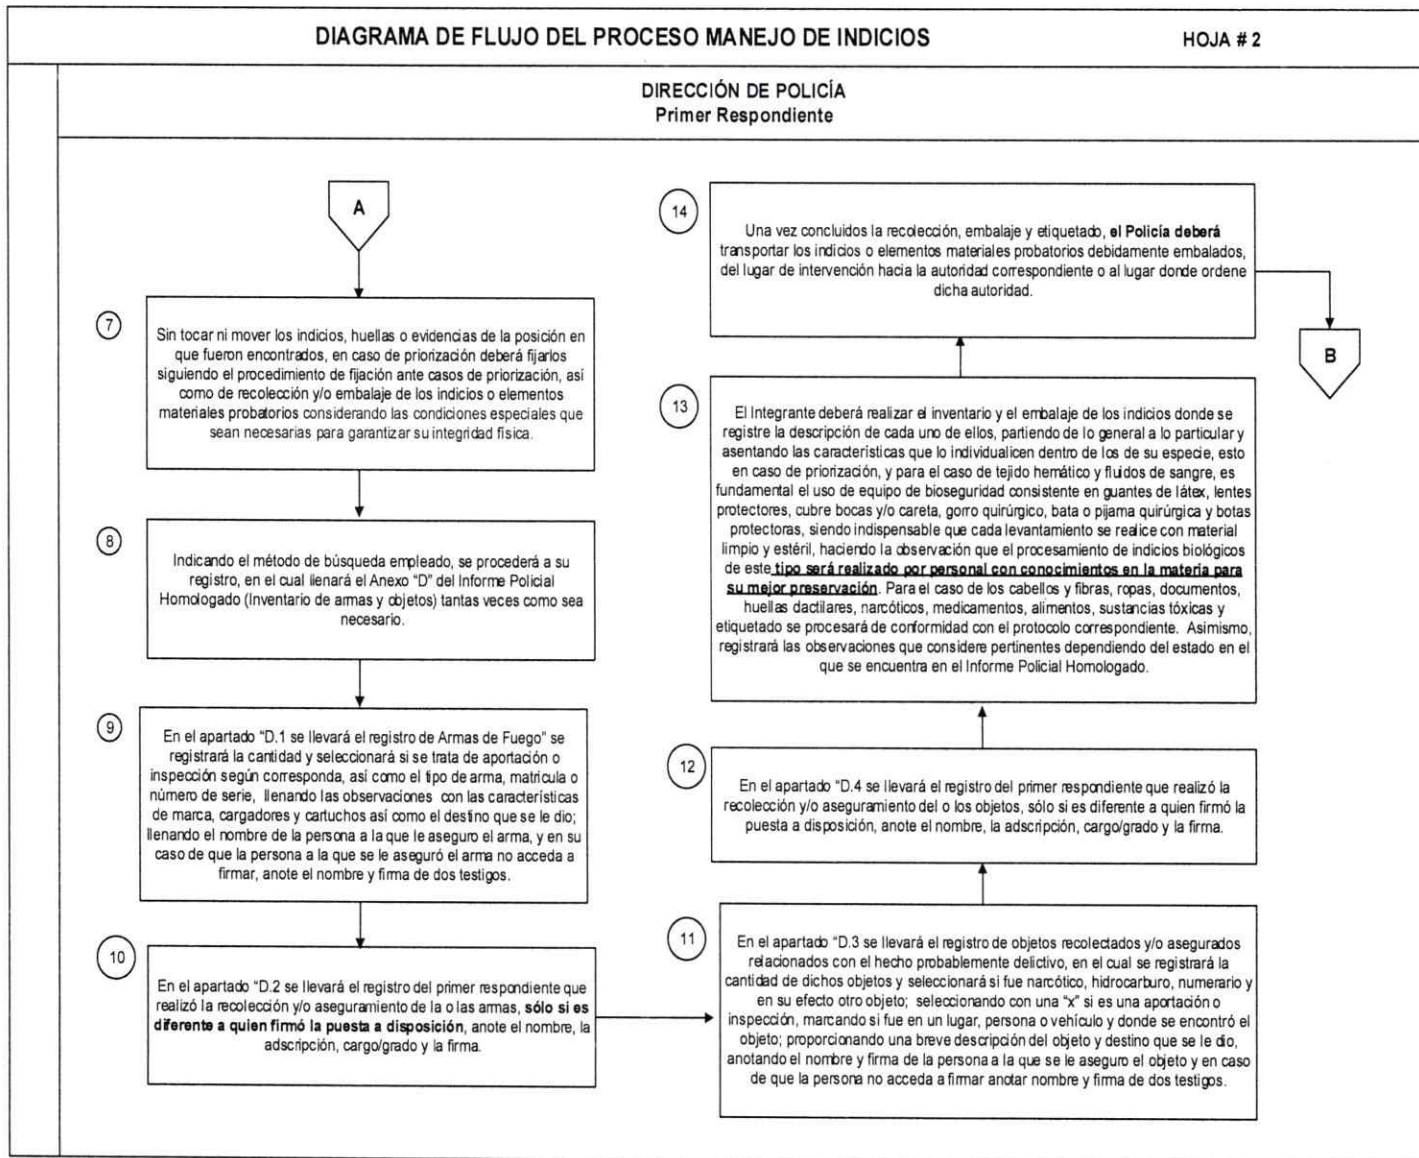 DIAGRAMA DE FLUJO DEL PROCESO MANEJO DE INDICIOS
HOJA # 2
DIRECCIÓN DE POLICÍA
Primer Respondiente
A
7
Sin tocar ni mover los indicios, huellas o evidencias de la posición en
que fueron encontrados, en caso de priorización deberá fijarlos
siguiendo el procedimiento de fijación ante casos de priorización, así
como de recolección y/o embalaje de los indicios o elementos
materiales probatorios considerando las condiciones especiales que
sean necesarias para garantizar su integridad física.
8
Indicando el método de búsqueda empleado, se procederá a su
registro, en el cual llenará el Anexo "D" del Informe Policial
Homologado (Inventario de armas y objetos) tantas veces como sea
necesario.
9
En el apartado "D.1 se llevará el registro de Armas de Fuego" se
registrará la cantidad y seleccionará si se trata de aportación o
inspección según corresponda, así como el tipo de arma, matricula o
número de serie, llenando las observaciones con las características
de marca, cargadores y cartuchos así como el destino que se le dio;
llenando el nombre de la persona a la que le aseguro el arma, y en su
caso de que la persona a la que se le aseguró el arma no acceda a
firmar, anote el nombre y firma de dos testigos.
10
En el apartado "D.2 se llevará el registro del primer respondiente que
realizó la recolección y/o aseguramiento de la o las armas, sólo si es
diferente a quien firmó la puesta a disposición, anote el nombre, la
adscripción, cargo/grado y la firma.
11
En el apartado "D.3 se llevará el registro de objetos recolectados y/o asegurados
relacionados con el hecho probablemente delictivo, en el cual se registrará la
cantidad de dichos objetos y seleccionará si fue narcótico, hidrocarburo, numerario y
en su efecto otro objeto; seleccionando con una "x" si es una aportación o
inspección, marcando si fue en un lugar, persona o vehículo y donde se encontró el
objeto; proporcionando una breve descripción del objeto y destino que se le dio,
anotando el nombre y firma de la persona a la que se le aseguro el objeto y en caso
de que la persona no acceda a firmar anotar nombre y firma de dos testigos.
12
En el apartado "D.4 se llevará el registro del primer respondiente que realizó la
recolección y/o aseguramiento del o los objetos, sólo si es diferente a quien firmó la
puesta a disposición, anote el nombre, la adscripción, cargo/grado y la firma.
13
El Integrante deberá realizar el inventario y el embalaje de los indicios donde se
registre la descripción de cada uno de ellos, partiendo de lo general a lo particular y
asentando las características que lo individualicen dentro de los de su especie, esto
en caso de priorización, y para el caso de tejido hemático y fluidos de sangre, es
fundamental el uso de equipo de bioseguridad consistente en guantes de látex, lentes
protectores, cubre bocas y/o careta, gorro quirúrgico, bata o pijama quirúrgica y botas
protectoras, siendo indispensable que cada levantamiento se realice con material
limpio y estéril, haciendo la observación que el procesamiento de indicios biológicos
de este tipo será realizado por personal con conocimientos en la materia para
su mejor preservación. Para el caso de los cabellos y fibras, ropas, documentos,
huellas dactilares, narcóticos, medicamentos, alimentos, sustancias tóxicas y
etiquetado se procesará de conformidad con el protocolo correspondiente. Asimismo,
registrará las observaciones que considere pertinentes dependiendo del estado en el
que se encuentra en el Informe Policial Homologado.
14
Una vez concluidos la recolección, embalaje y etiquetado, el Policía deberá
transportar los indicios o elementos materiales probatorios debidamente embalados,
del lugar de intervención hacia la autoridad correspondiente o al lugar donde ordene
dicha autoridad.
B